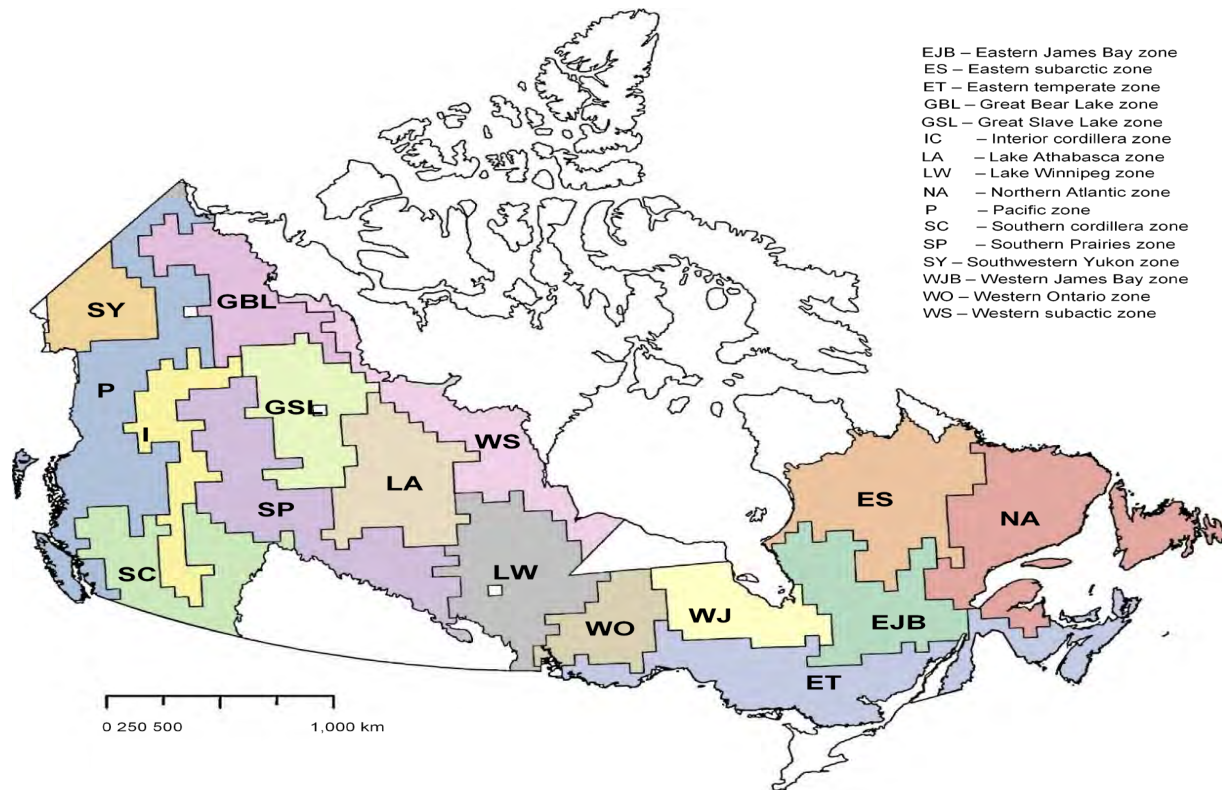 EJB – Eastern James Bay zone
ES – Eastern subarctic zone
ET – Eastern temperate zone
GBL – Great Bear Lake zone
GSL – Great Slave Lake zone
IC – Interior cordillera zone
LA – Lake Athabasca zone
LW – Lake Winnipeg zone
NA – Northern Atlantic zone
P – Pacific zone
SC – Southern cordillera zone
SP – Southern Prairies zone
SY – Southwestern Yukon zone
WJB – Western James Bay zone
WO – Western Ontario zone
WS – Western subactic zone
SY
GBL
P
GSL
I
WS
LA
ES
SP
NA
SC
LW
WO
WJ
EJB
ET
0 250 500 1,000 km